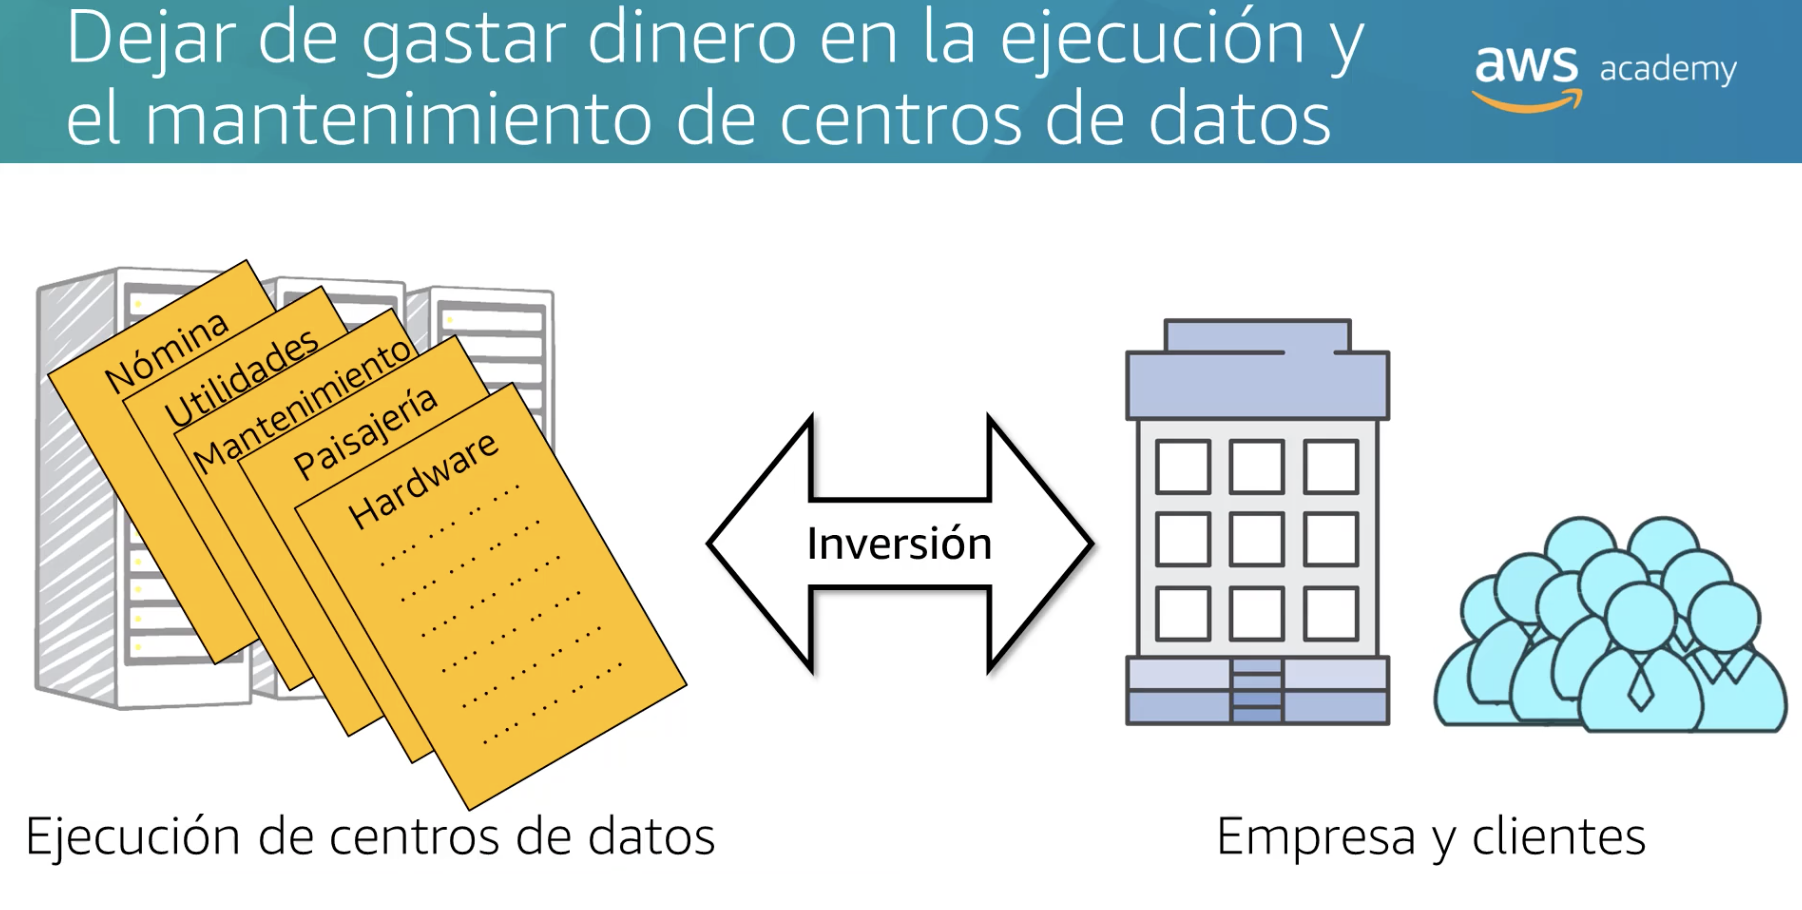 Dejar de gastar dinero en la ejecución y
el mantenimiento de centros de datos
aws academy
Nómina
Utilidades
Mantenimiento
Paisajería
Hardware
Inversión
Ejecución de centros de datos
Empresa y clientes